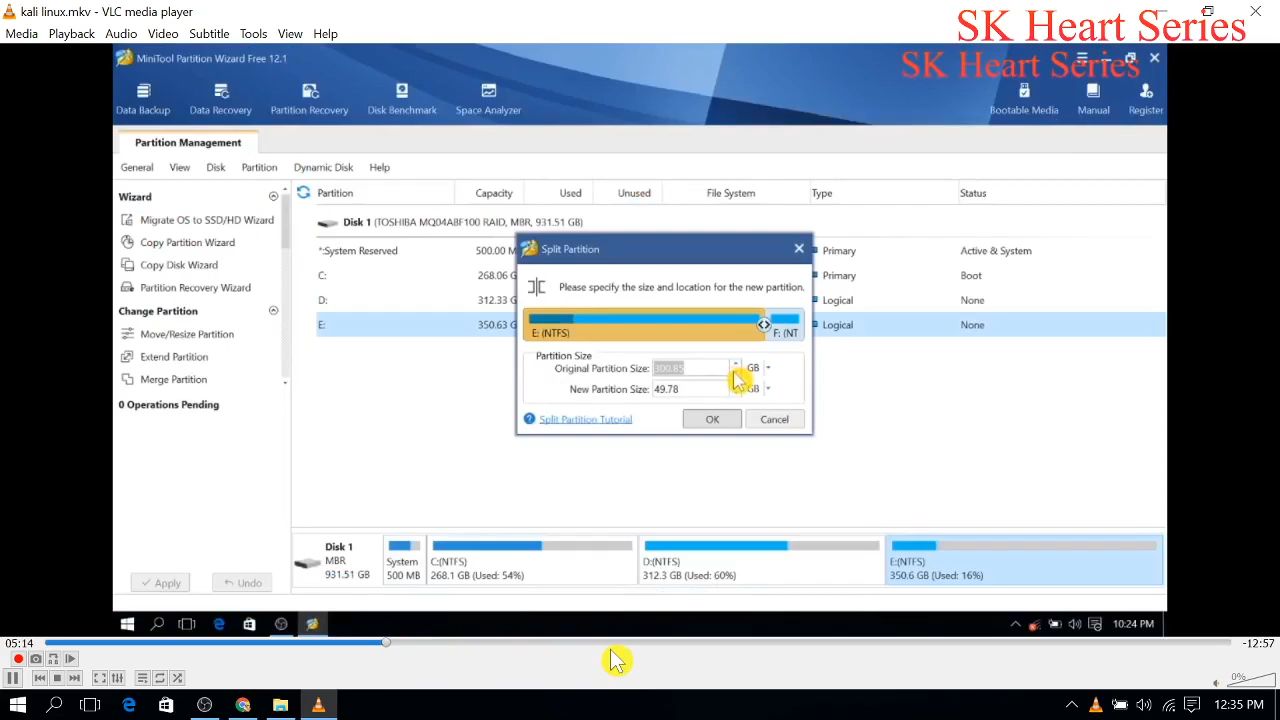 kali linux.mkv - VLC media player
SK Heart Series
Media Playback Audio Video Subtitle Tools View Help
MiniTool Partition Wizard Free 12.1
SK Heart Series
Data Backup Data Recovery Partition Recovery Disk Benchmark Space Analyzer Bootable Media Manual Register
Partition Management
General View Disk Partition Dynamic Disk Help
Wizard
Migrate OS to SSD/HD Wizard
Copy Partition Wizard
Copy Disk Wizard
Partition Recovery Wizard
Change Partition
Move/Resize Partition
Extend Partition
Merge Partition
0 Operations Pending
Partition Capacity Used Unused File System Type Status
Disk 1 (TOSHIBA MQ04ABF100 RAID, MBR, 931.51 GB)
*:System Reserved 500.00 M Primary Active & System
C: 268.06 G Primary Boot
D: 312.33 G Logical None
E: 350.63 G Logical None
Split Partition
Please specify the size and location for the new partition.
E: (NTFS) F: (NT
Partition Size
Original Partition Size: 300.85 GB
New Partition Size: 49.78 GB
Split Partition Tutorial OK Cancel
Disk 1
MBR
931.51 GB
System
500 MB
C:(NTFS)
268.1 GB (Used: 54%)
D:(NTFS)
312.3 GB (Used: 60%)
E:(NTFS)
350.6 GB (Used: 16%)
Apply Undo
10:24 PM
05:14 -12:57
0%
12:35 PM